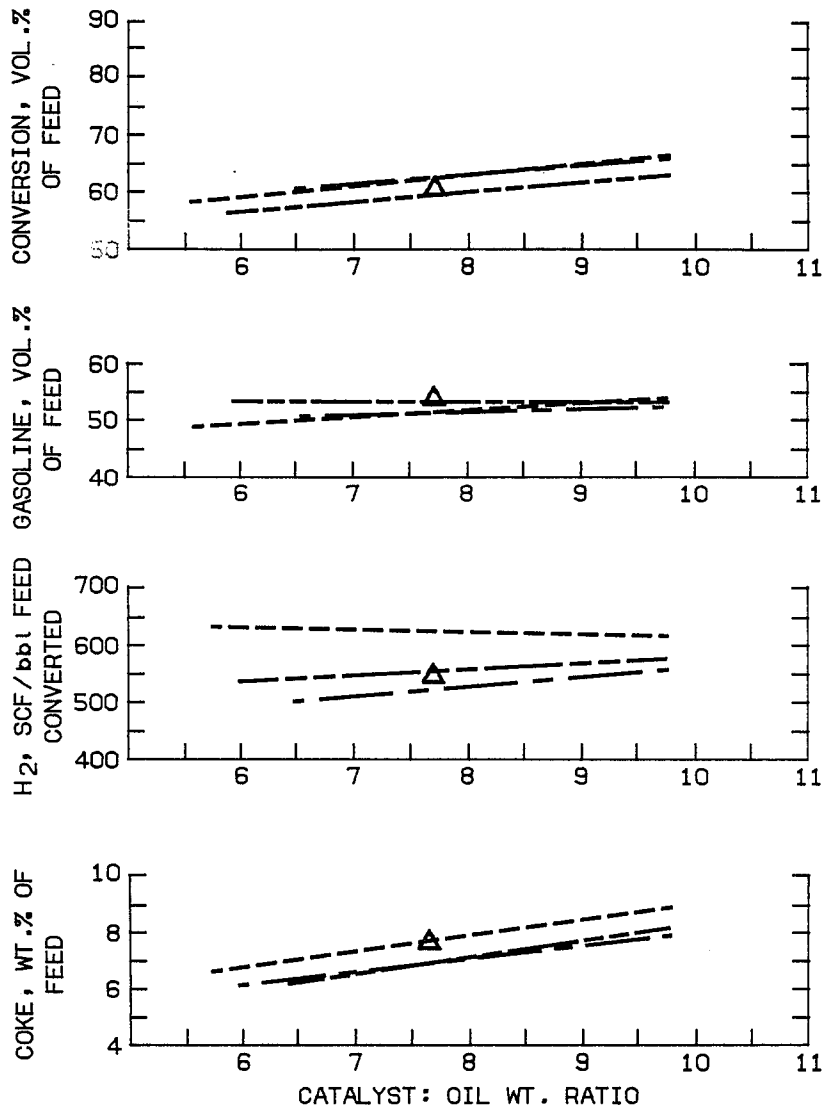 CONVERSION, VOL.%
OF FEED
90
80
70
60
50
6 7 8 9 10 11
GASOLINE, VOL.%
OF FEED
60
50
40
6 7 8 9 10 11
H2, SCF/bbl FEED
CONVERTED
700
600
500
400
6 7 8 9 10 11
COKE, WT.% OF
FEED
10
8
6
4
6 7 8 9 10 11
CATALYST: OIL WT. RATIO